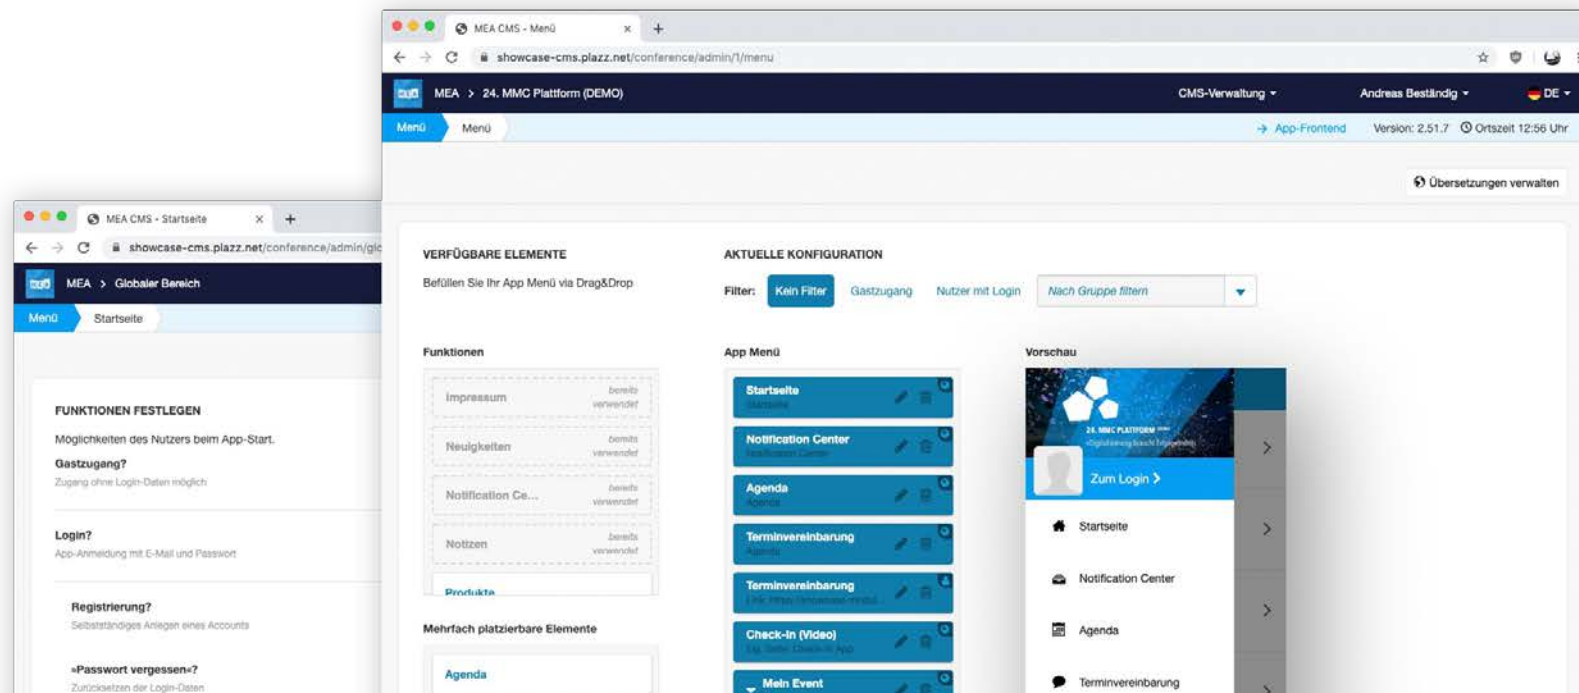 MEA CMS - Menü
showcase-cms.plazz.net/conference/admin/1/menu
MEA > 24. MMC Plattform (DEMO)
CMS-Verwaltung
Andreas Beständig
DE
Menü
Menü
App-Frontend
Version: 2.51.7
Ortszeit 12:56 Uhr
Übersetzungen verwalten
VERFÜGBARE ELEMENTE
Befüllen Sie Ihr App Menü via Drag&Drop
AKTUELLE KONFIGURATION
Filter: Kein Filter Gastzugang Nutzer mit Login Nach Gruppe filtern
Funktionen
Impressum
bereits
verwendet
Neuigkeiten
bereits
verwendet
Notification Ce...
bereits
verwendet
Notizen
bereits
verwendet
Produkte
Mehrfach platzierbare Elemente
Agenda
App Menü
Startseite
Startseite
Notification Center
Notification Center
Agenda
Agenda
Terminvereinbarung
Agenda
Terminvereinbarung
Check-In (Video)
Mein Event
Vorschau
24. MMC PLATTFORM
Zum Login
Startseite
Notification Center
Agenda
Terminvereinbarung
MEA CMS - Startseite
showcase-cms.plazz.net/conference/admin/glo
MEA > Globaler Bereich
Menü
Startseite
FUNKTIONEN FESTLEGEN
Möglichkeiten des Nutzers beim App-Start.
Gastzugang?
Zugang ohne Login-Daten möglich
Login?
App-Anmeldung mit E-Mail und Passwort
Registrierung?
Selbstständiges Anlegen eines Accounts
»Passwort vergessen«?
Zurücksetzen der Login-Daten